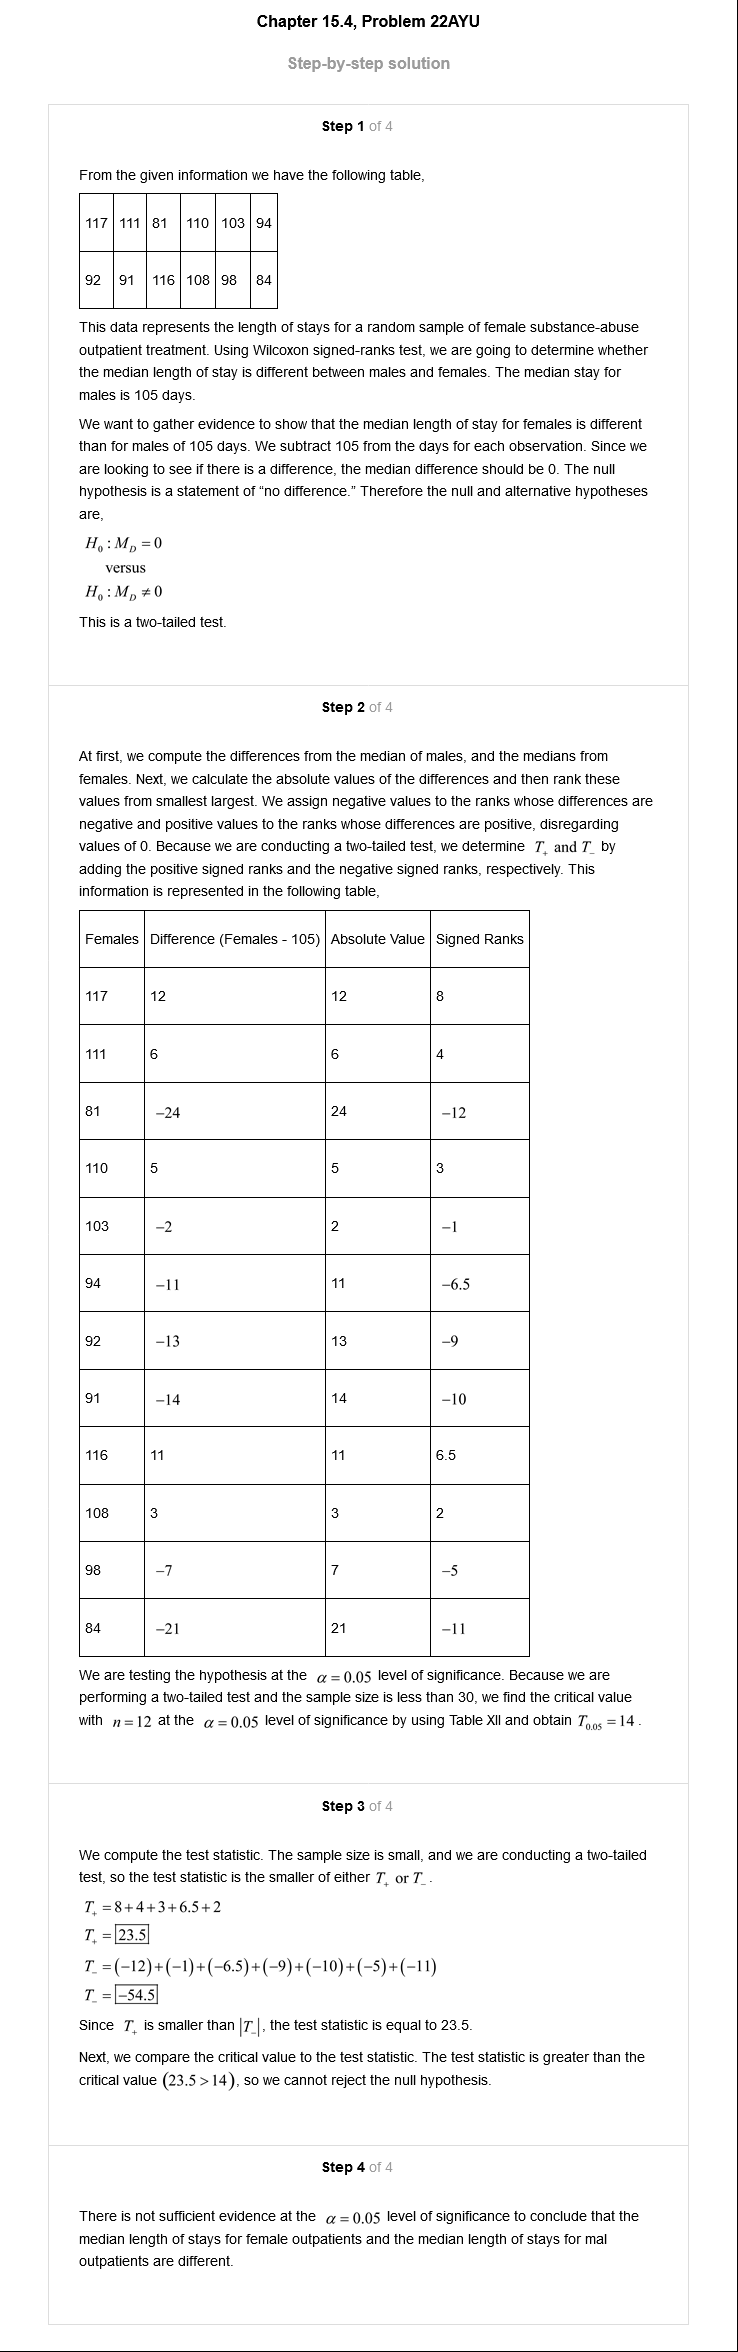 Chapter 15.4, Problem 22AYU
Step-by-step solution
Step 1 of 4
From the given information we have the following table,
117 111 81 110 103 94
92 91 116 108 98 84
This data represents the length of stays for a random sample of female substance-abuse
outpatient treatment. Using Wilcoxon signed-ranks test, we are going to determine whether
the median length of stay is different between males and females. The median stay for
males is 105 days.
We want to gather evidence to show that the median length of stay for females is different
than for males of 105 days. We subtract 105 from the days for each observation. Since we
are looking to see if there is a difference, the median difference should be 0. The null
hypothesis is a statement of “no difference.” Therefore the null and alternative hypotheses
are,
H₀ : M_D = 0
versus
H₀ : M_D ≠ 0
This is a two-tailed test.
Step 2 of 4
At first, we compute the differences from the median of males, and the medians from
females. Next, we calculate the absolute values of the differences and then rank these
values from smallest largest. We assign negative values to the ranks whose differences are
negative and positive values to the ranks whose differences are positive, disregarding
values of 0. Because we are conducting a two-tailed test, we determine T₊ and T₋ by
adding the positive signed ranks and the negative signed ranks, respectively. This
information is represented in the following table,
Females Difference (Females - 105) Absolute Value Signed Ranks
117 12 12 8
111 6 6 4
81 −24 24 −12
110 5 5 3
103 −2 2 −1
94 −11 11 −6.5
92 −13 13 −9
91 −14 14 −10
116 11 11 6.5
108 3 3 2
98 −7 7 −5
84 −21 21 −11
We are testing the hypothesis at the α = 0.05 level of significance. Because we are
performing a two-tailed test and the sample size is less than 30, we find the critical value
with n = 12 at the α = 0.05 level of significance by using Table XII and obtain T₀.₀₅ = 14 .
Step 3 of 4
We compute the test statistic. The sample size is small, and we are conducting a two-tailed
test, so the test statistic is the smaller of either T₊ or T₋ .
T₊ = 8+4+3+6.5+2
T₊ = 23.5
T₋ = (−12)+(−1)+(−6.5)+(−9)+(−10)+(−5)+(−11)
T₋ = −54.5
Since T₊ is smaller than |T₋|, the test statistic is equal to 23.5.
Next, we compare the critical value to the test statistic. The test statistic is greater than the
critical value (23.5 > 14), so we cannot reject the null hypothesis.
Step 4 of 4
There is not sufficient evidence at the α = 0.05 level of significance to conclude that the
median length of stays for female outpatients and the median length of stays for mal
outpatients are different.